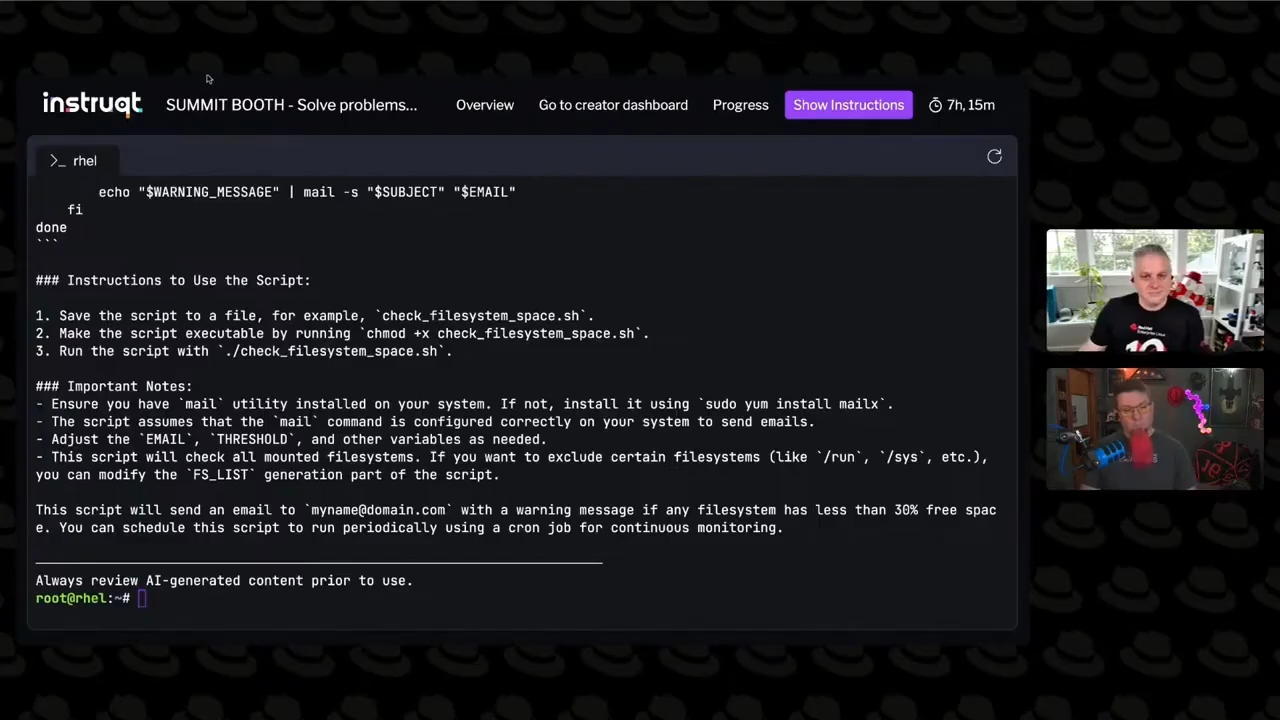 instruqt
SUMMIT BOOTH - Solve problems...
Overview
Go to creator dashboard
Progress
Show Instructions
7h, 15m
>_ rhel
echo "$WARNING_MESSAGE" | mail -s "$SUBJECT" "$EMAIL"
fi
done
```
### Instructions to Use the Script:
1. Save the script to a file, for example, `check_filesystem_space.sh`.
2. Make the script executable by running `chmod +x check_filesystem_space.sh`.
3. Run the script with `./check_filesystem_space.sh`.
### Important Notes:
- Ensure you have `mail` utility installed on your system. If not, install it using `sudo yum install mailx`.
- The script assumes that the `mail` command is configured correctly on your system to send emails.
- Adjust the `EMAIL`, `THRESHOLD`, and other variables as needed.
- This script will check all mounted filesystems. If you want to exclude certain filesystems (like `/run`, `/sys`, etc.),
you can modify the `FS_LIST` generation part of the script.
This script will send an email to `myname@domain.com` with a warning message if any filesystem has less than 30% free spac
e. You can schedule this script to run periodically using a cron job for continuous monitoring.
Always review AI-generated content prior to use.
root@rhel:~#
Red Hat
Enterprise Linux
10